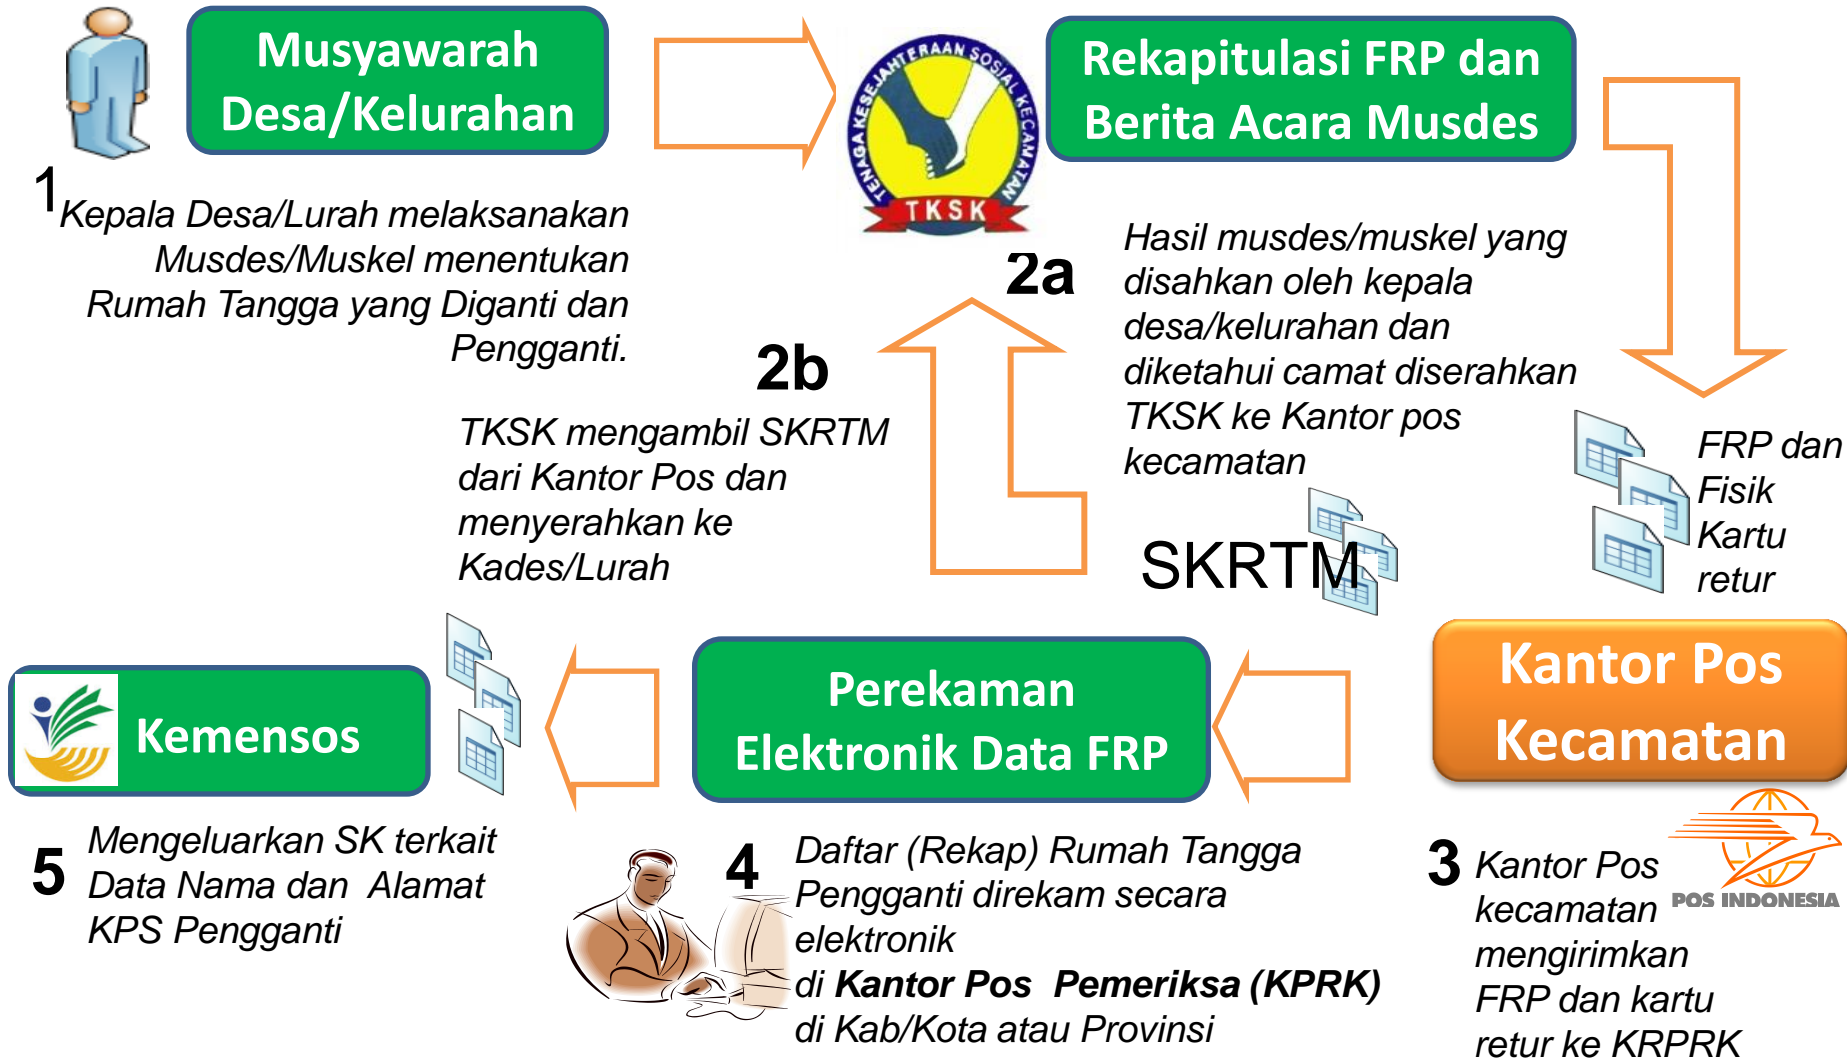 Musyawarah
Desa/Kelurahan
1
Kepala Desa/Lurah melaksanakan
Musdes/Muskel menentukan
Rumah Tangga yang Diganti dan
Pengganti.
TENAGA KESEJAHTERAAN SOSIAL KECAMATAN
TKSK
Rekapitulasi FRP dan
Berita Acara Musdes
2a
Hasil musdes/muskel yang
disahkan oleh kepala
desa/kelurahan dan
diketahui camat diserahkan
TKSK ke Kantor pos
kecamatan
2b
TKSK mengambil SKRTM
dari Kantor Pos dan
menyerahkan ke
Kades/Lurah
SKRTM
FRP dan
Fisik
Kartu
retur
Kantor Pos
Kecamatan
POS INDONESIA
3
Kantor Pos
kecamatan
mengirimkan
FRP dan kartu
retur ke KRPRK
Perekaman
Elektronik Data FRP
4
Daftar (Rekap) Rumah Tangga
Pengganti direkam secara
elektronik
di Kantor Pos Pemeriksa (KPRK)
di Kab/Kota atau Provinsi
Kemensos
5
Mengeluarkan SK terkait
Data Nama dan Alamat
KPS Pengganti